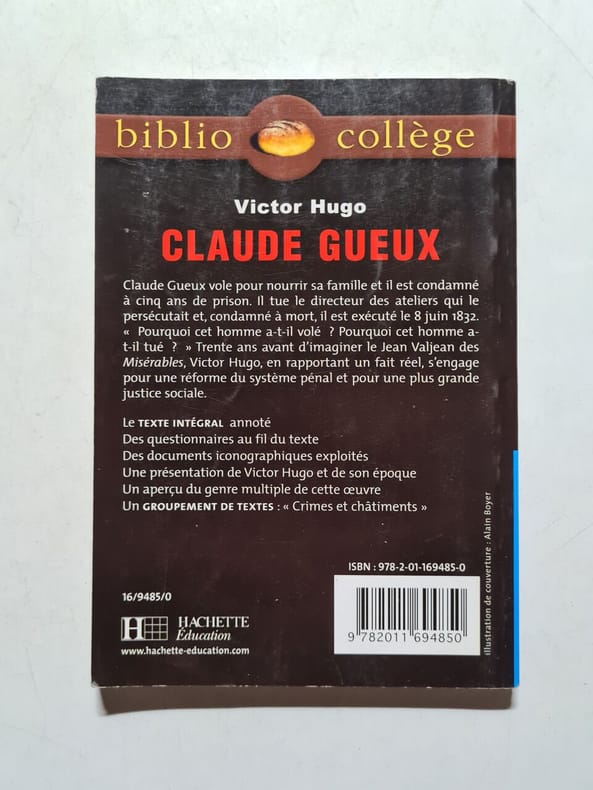 biblio collège
Victor Hugo
CLAUDE GUEUX
Claude Gueux vole pour nourrir sa famille et il est condamné
à cinq ans de prison. Il tue le directeur des ateliers qui le
persécutait et, condamné à mort, il est exécuté le 8 juin 1832.
« Pourquoi cet homme a-t-il volé ? Pourquoi cet homme a-
t-il tué ? » Trente ans avant d'imaginer le Jean Valjean des
Misérables, Victor Hugo, en rapportant un fait réel, s'engage
pour une réforme du système pénal et pour une plus grande
justice sociale.
Le TEXTE INTÉGRAL annoté
Des questionnaires au fil du texte
Des documents iconographiques exploités
Une présentation de Victor Hugo et de son époque
Un aperçu du genre multiple de cette œuvre
Un GROUPEMENT DE TEXTES : « Crimes et châtiments »
ISBN : 978-2-01-169485-0
16/9485/0
H HACHETTE
Éducation
www.hachette-education.com
9 782011 694850
Illustration de couverture : Alain Boyer